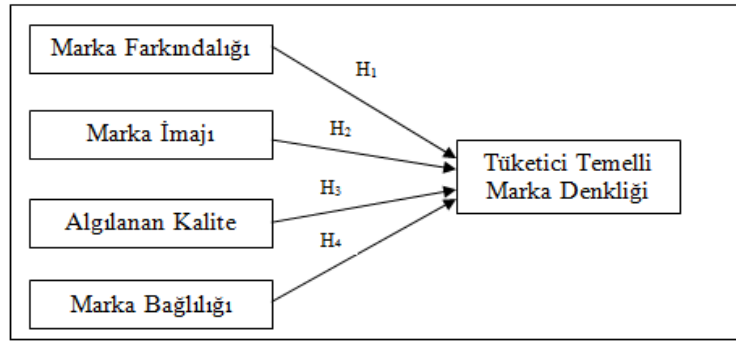 Marka Farkındalığı
H₁
Marka İmajı
H₂
Tüketici Temelli
Marka Denkliği
Algılanan Kalite
H₃
H₄
Marka Bağlılığı